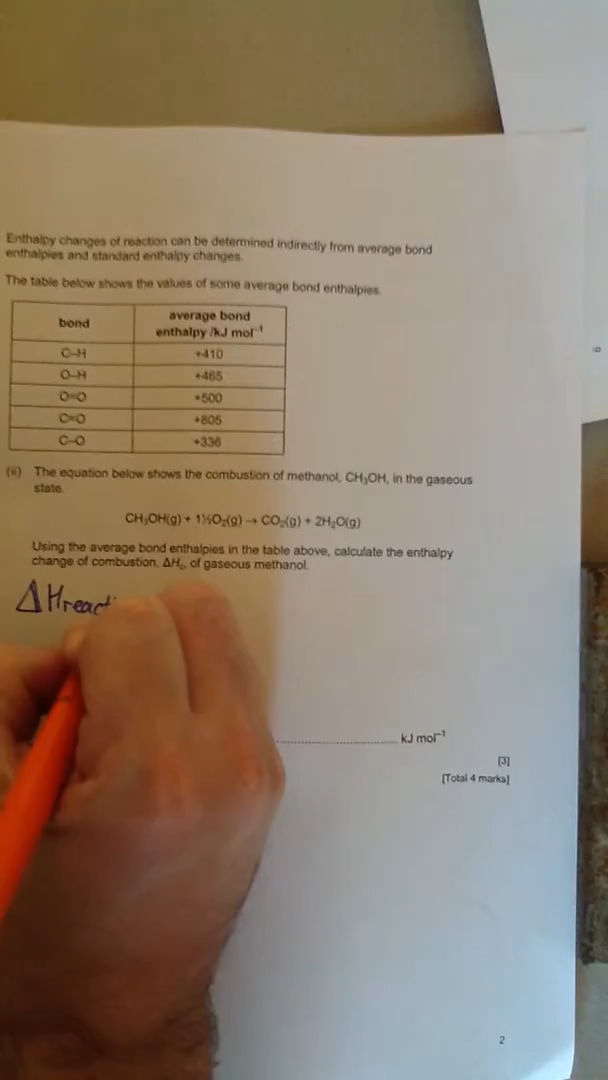 Enthalpy changes of reaction can be determined indirectly from average bond
enthalpies and standard enthalpy changes.
The table below shows the values of some average bond enthalpies.
bond
average bond
enthalpy /kJ mol⁻¹
C–H +410
O–H +465
O=O +500
C=O +805
C–O +336
(ii) The equation below shows the combustion of methanol, CH₃OH, in the gaseous
state.
CH₃OH(g) + 1½O₂(g) → CO₂(g) + 2H₂O(g)
Using the average bond enthalpies in the table above, calculate the enthalpy
change of combustion, ΔHc, of gaseous methanol.
ΔHreacti
kJ mol⁻¹
[3]
[Total 4 marks]
2